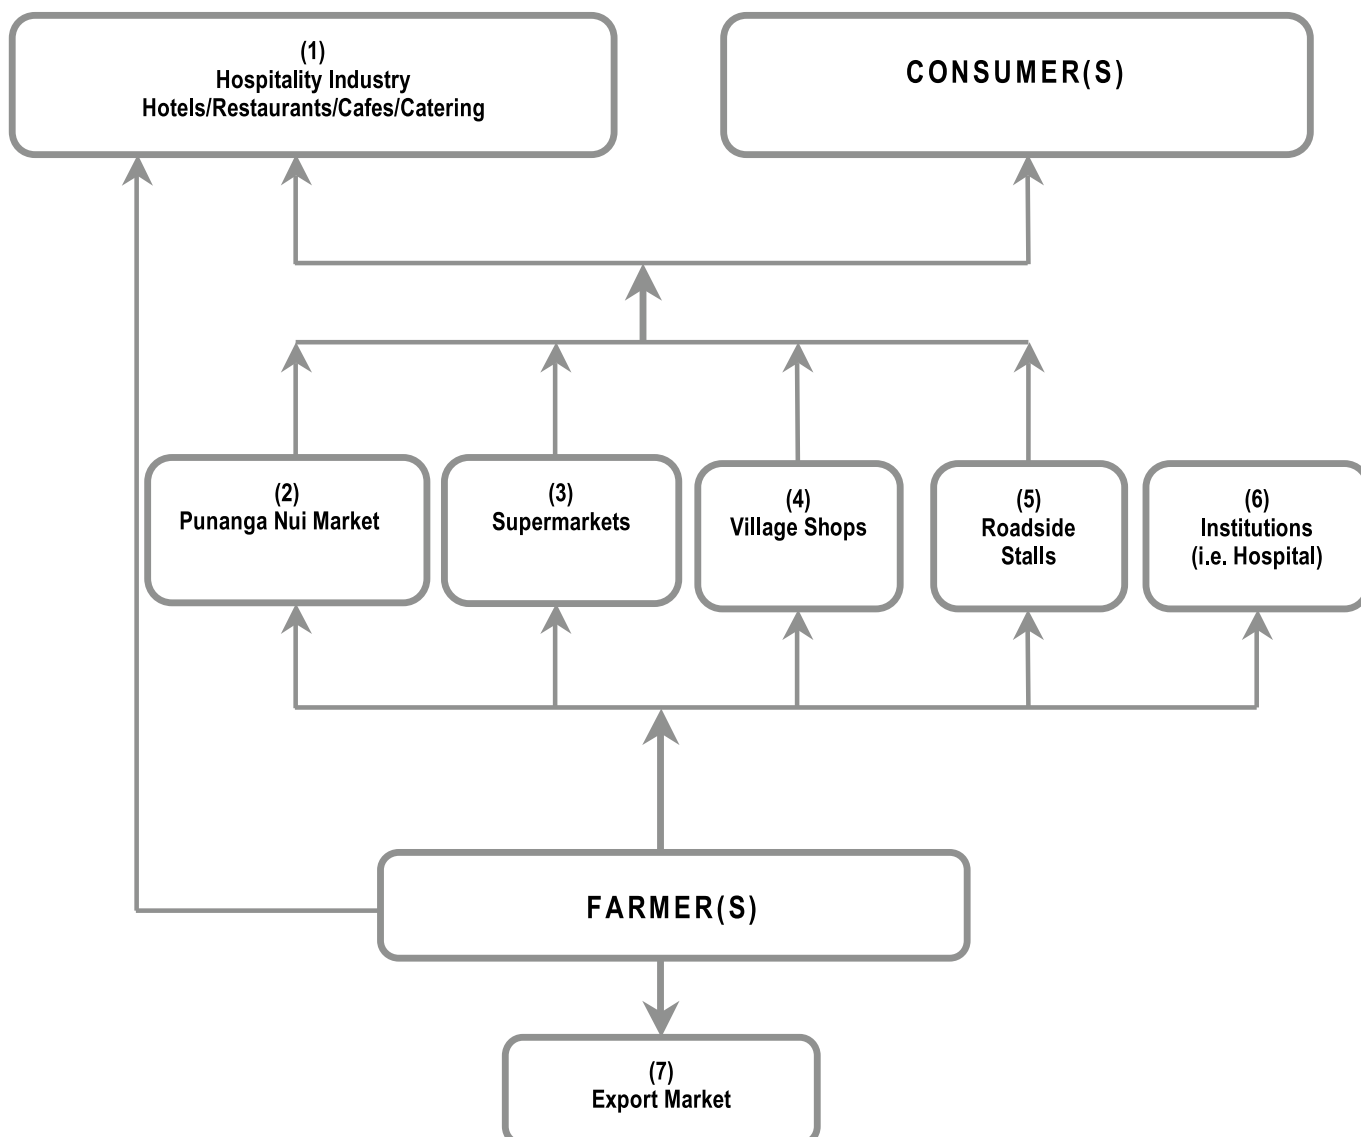 (1)
Hospitality Industry
Hotels/Restaurants/Cafes/Catering
CONSUMER(S)
(2)
Punanga Nui Market
(3)
Supermarkets
(4)
Village Shops
(5)
Roadside
Stalls
(6)
Institutions
(i.e. Hospital)
FARMER(S)
(7)
Export Market